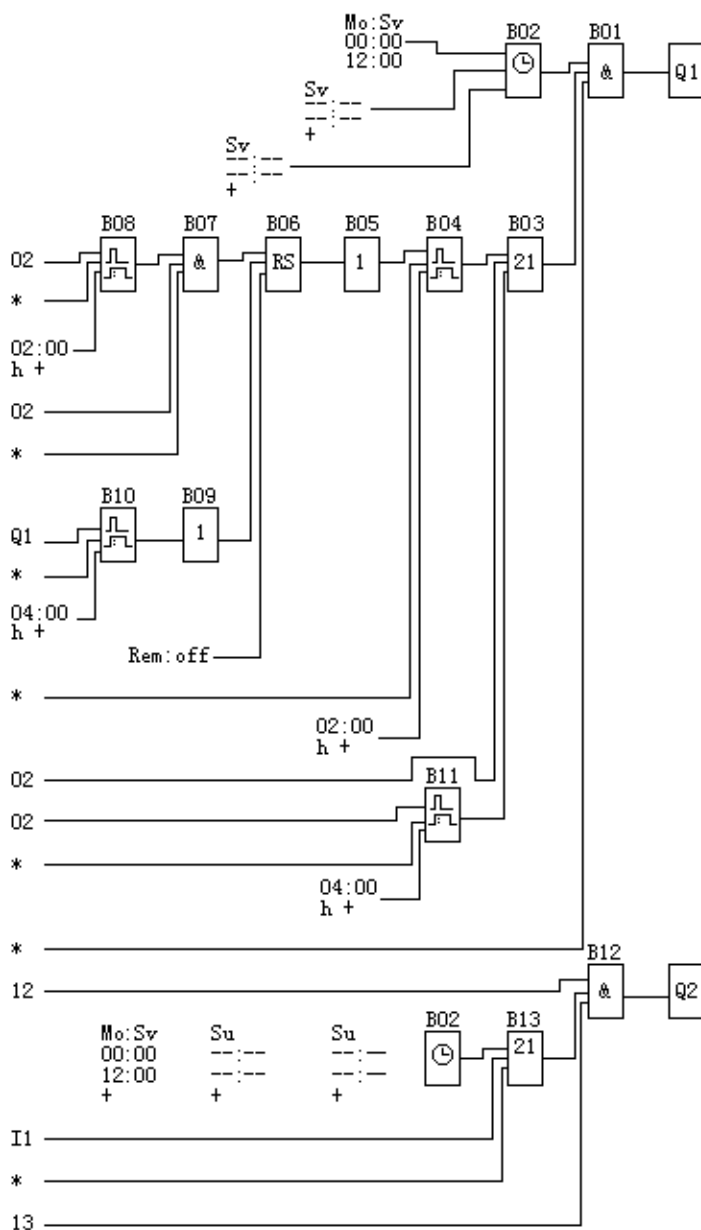 Mo:Sv B02 B01
00:00
12:00 & Q1
Sv
--:--
--:--
+
Sv
--:--
--:--
+
B08 B07 B06 B05 B04 B03
02 & RS 1 21
*
02:00
h +
02
*
B10 B09
Q1 1
*
04:00
h +
Rem:off
*
02:00
h +
02
B11
02
*
04:00
h +
*
B12
12 & Q2
Mo:Sv Su Su B02 B13
00:00 --:-- --:— 21
12:00 --:-- --:—
+ + +
I1
*
13